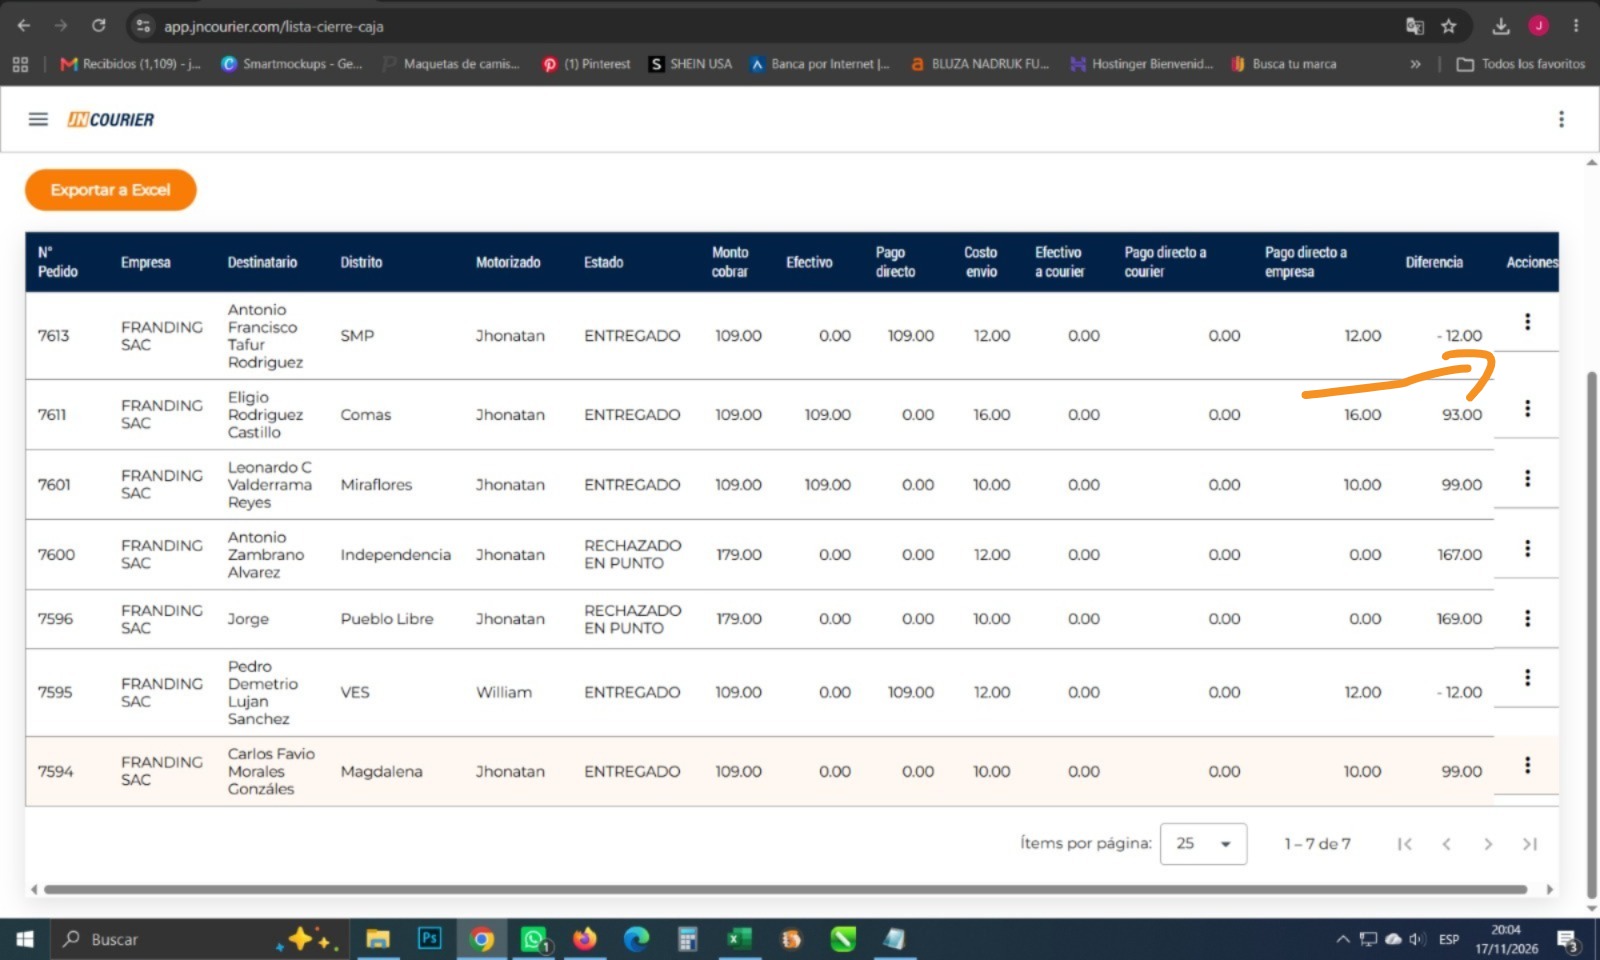 app.jncourier.com/lista-cierre-caja
J
Recibidos (1,109) - j... Smartmockups - Ge... Maquetas de camis... (1) Pinterest SHEIN USA Banca por Internet |... BLUZA NADRUK FU... Hostinger Bienvenid... Busca tu marca » Todos los favoritos
JN COURIER
Exportar a Excel
N° Pedido Empresa Destinatario Distrito Motorizado Estado Monto cobrar Efectivo Pago directo Costo envio Efectivo a courier Pago directo a courier Pago directo a empresa Diferencia Acciones
7613 FRANDING SAC Antonio Francisco Tafur Rodriguez SMP Jhonatan ENTREGADO 109.00 0.00 109.00 12.00 0.00 0.00 12.00 - 12.00
7611 FRANDING SAC Eligio Rodriguez Castillo Comas Jhonatan ENTREGADO 109.00 109.00 0.00 16.00 0.00 0.00 16.00 93.00
7601 FRANDING SAC Leonardo C Valderrama Reyes Miraflores Jhonatan ENTREGADO 109.00 109.00 0.00 10.00 0.00 0.00 10.00 99.00
7600 FRANDING SAC Antonio Zambrano Alvarez Independencia Jhonatan RECHAZADO EN PUNTO 179.00 0.00 0.00 12.00 0.00 0.00 0.00 167.00
7596 FRANDING SAC Jorge Pueblo Libre Jhonatan RECHAZADO EN PUNTO 179.00 0.00 0.00 10.00 0.00 0.00 0.00 169.00
7595 FRANDING SAC Pedro Demetrio Lujan Sanchez VES William ENTREGADO 109.00 0.00 109.00 12.00 0.00 0.00 12.00 - 12.00
7594 FRANDING SAC Carlos Favio Morales Gonzáles Magdalena Jhonatan ENTREGADO 109.00 0.00 0.00 10.00 0.00 0.00 10.00 99.00
Ítems por página: 25 1 – 7 de 7
Buscar Ps 1 ESP 20:04 3
17/11/2026